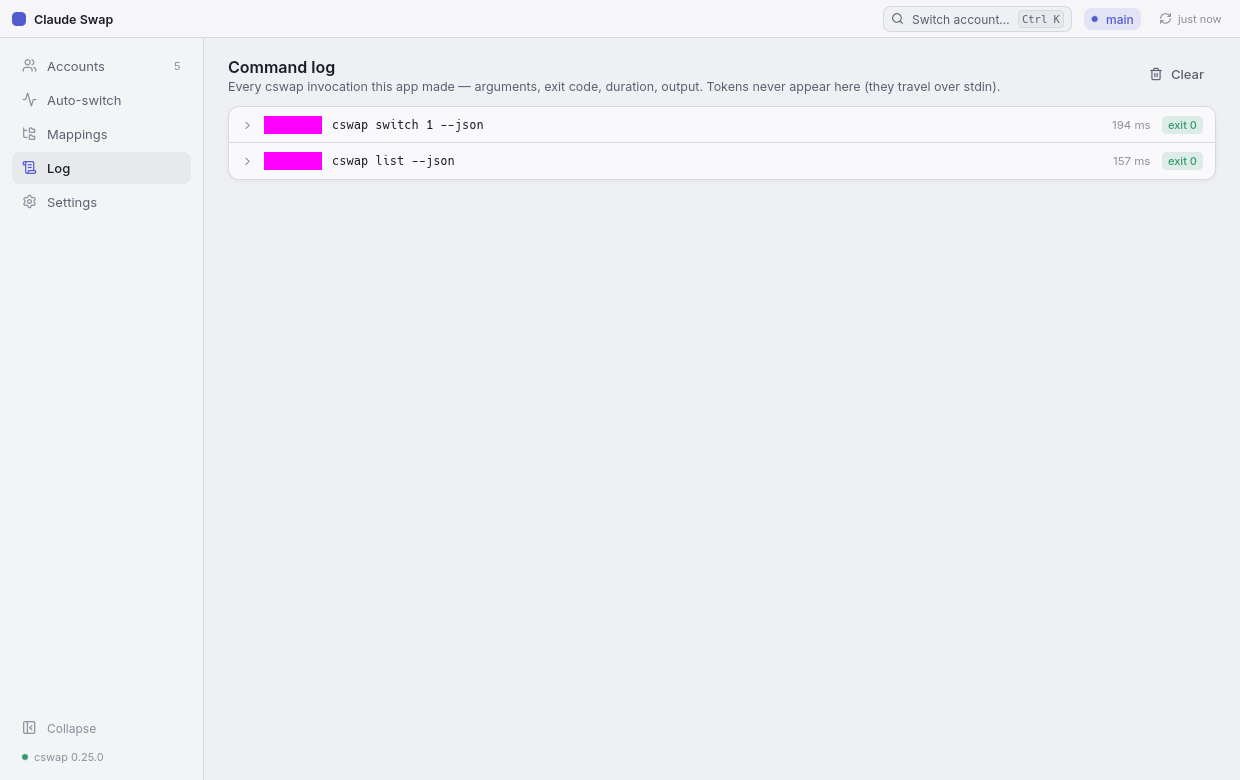 Claude Swap
Switch account... Ctrl K
main
just now
Accounts 5
Auto-switch
Mappings
Log
Settings
Command log
Every cswap invocation this app made — arguments, exit code, duration, output. Tokens never appear here (they travel over stdin).
Clear
cswap switch 1 --json 194 ms exit 0
cswap list --json 157 ms exit 0
Collapse
cswap 0.25.0